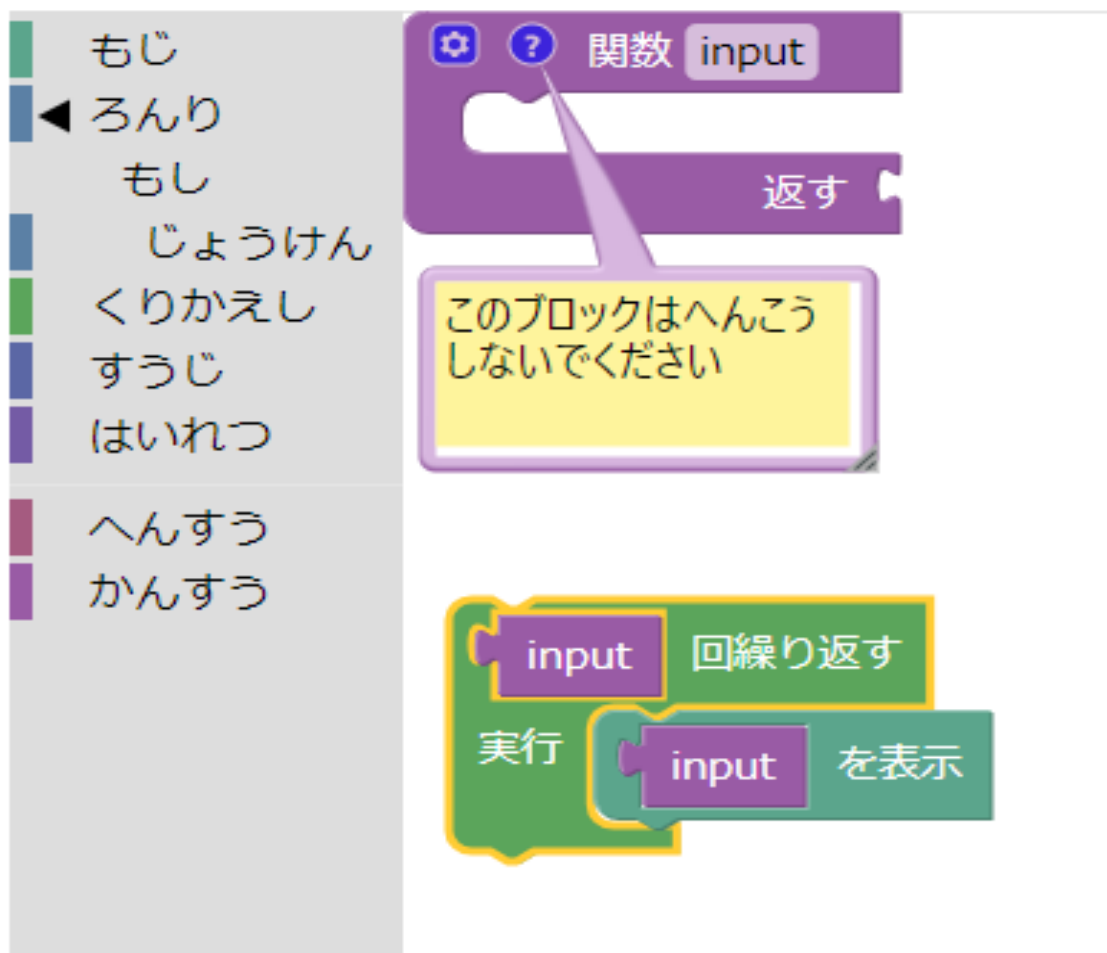 もじ
ろんり
もし
じょうけん
くりかえし
すうじ
はいれつ
へんすう
かんすう
? 関数 input
返す
このブロックはへんこう
しないでください
input 回繰り返す
実行 input を表示